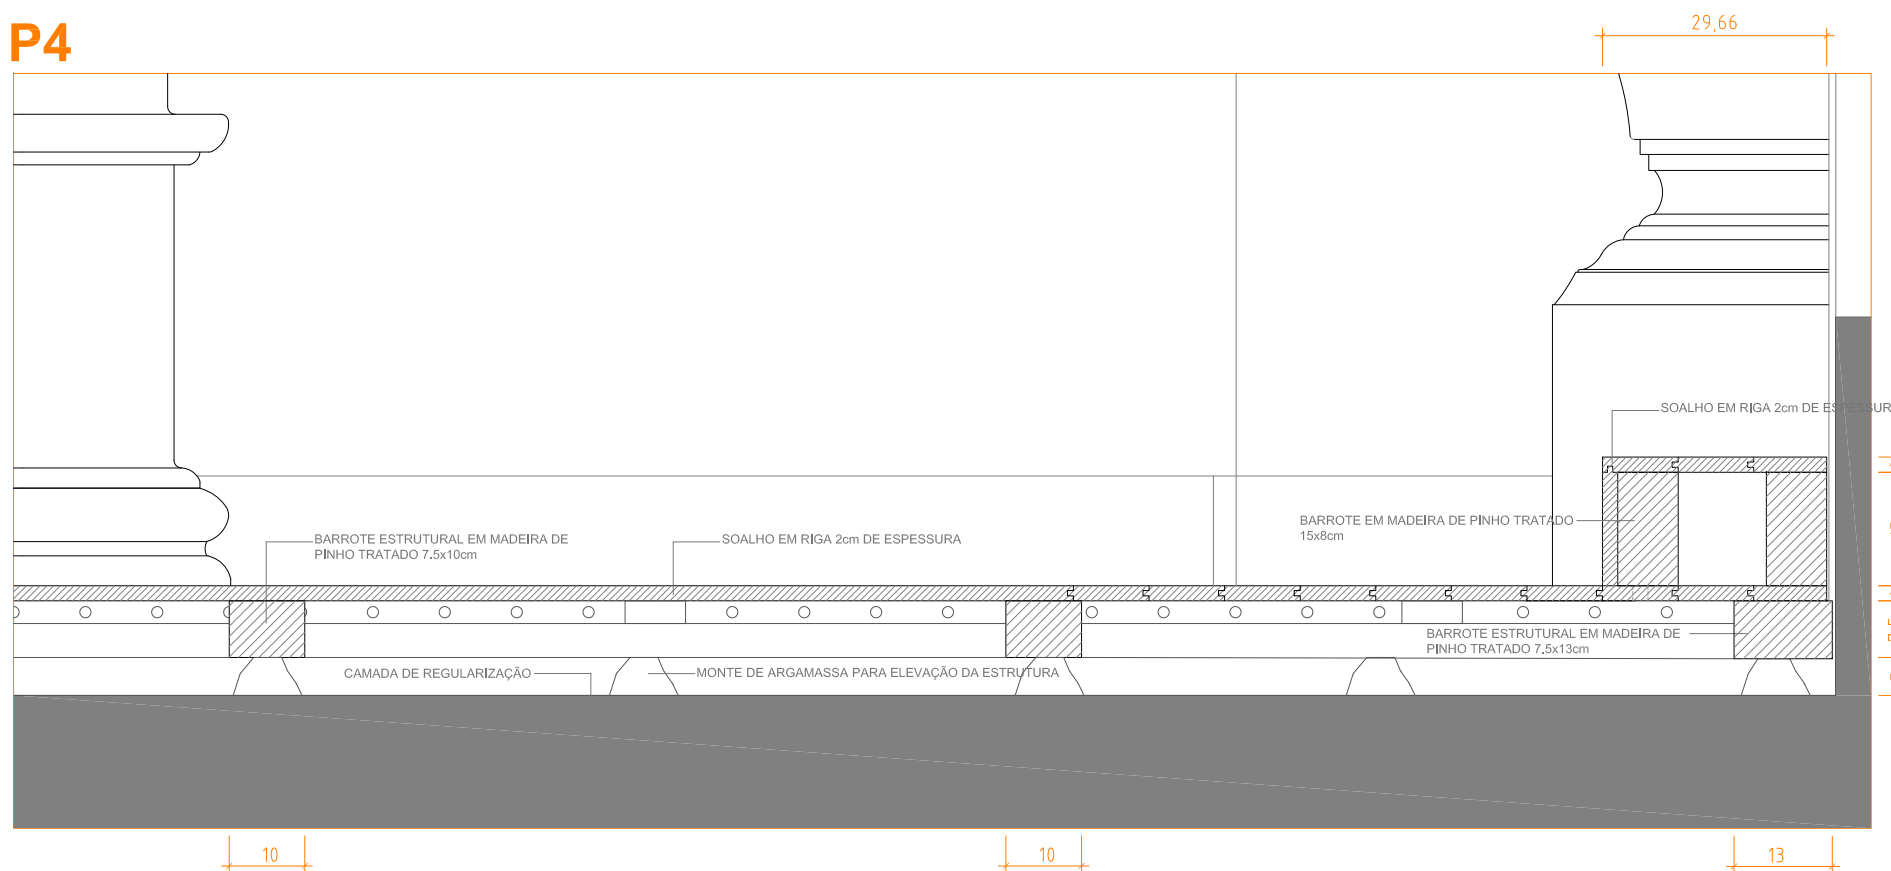 P4
29,66
SOALHO EM RIGA 2cm DE ESPESSUR
BARROTE EM MADEIRA DE PINHO TRATADO
15x8cm
BARROTE ESTRUTURAL EM MADEIRA DE
PINHO TRATADO 7.5x10cm
SOALHO EM RIGA 2cm DE ESPESSURA
BARROTE ESTRUTURAL EM MADEIRA DE
PINHO TRATADO 7.5x13cm
CAMADA DE REGULARIZAÇÃO
MONTE DE ARGAMASSA PARA ELEVAÇÃO DA ESTRUTURA
10
10
13